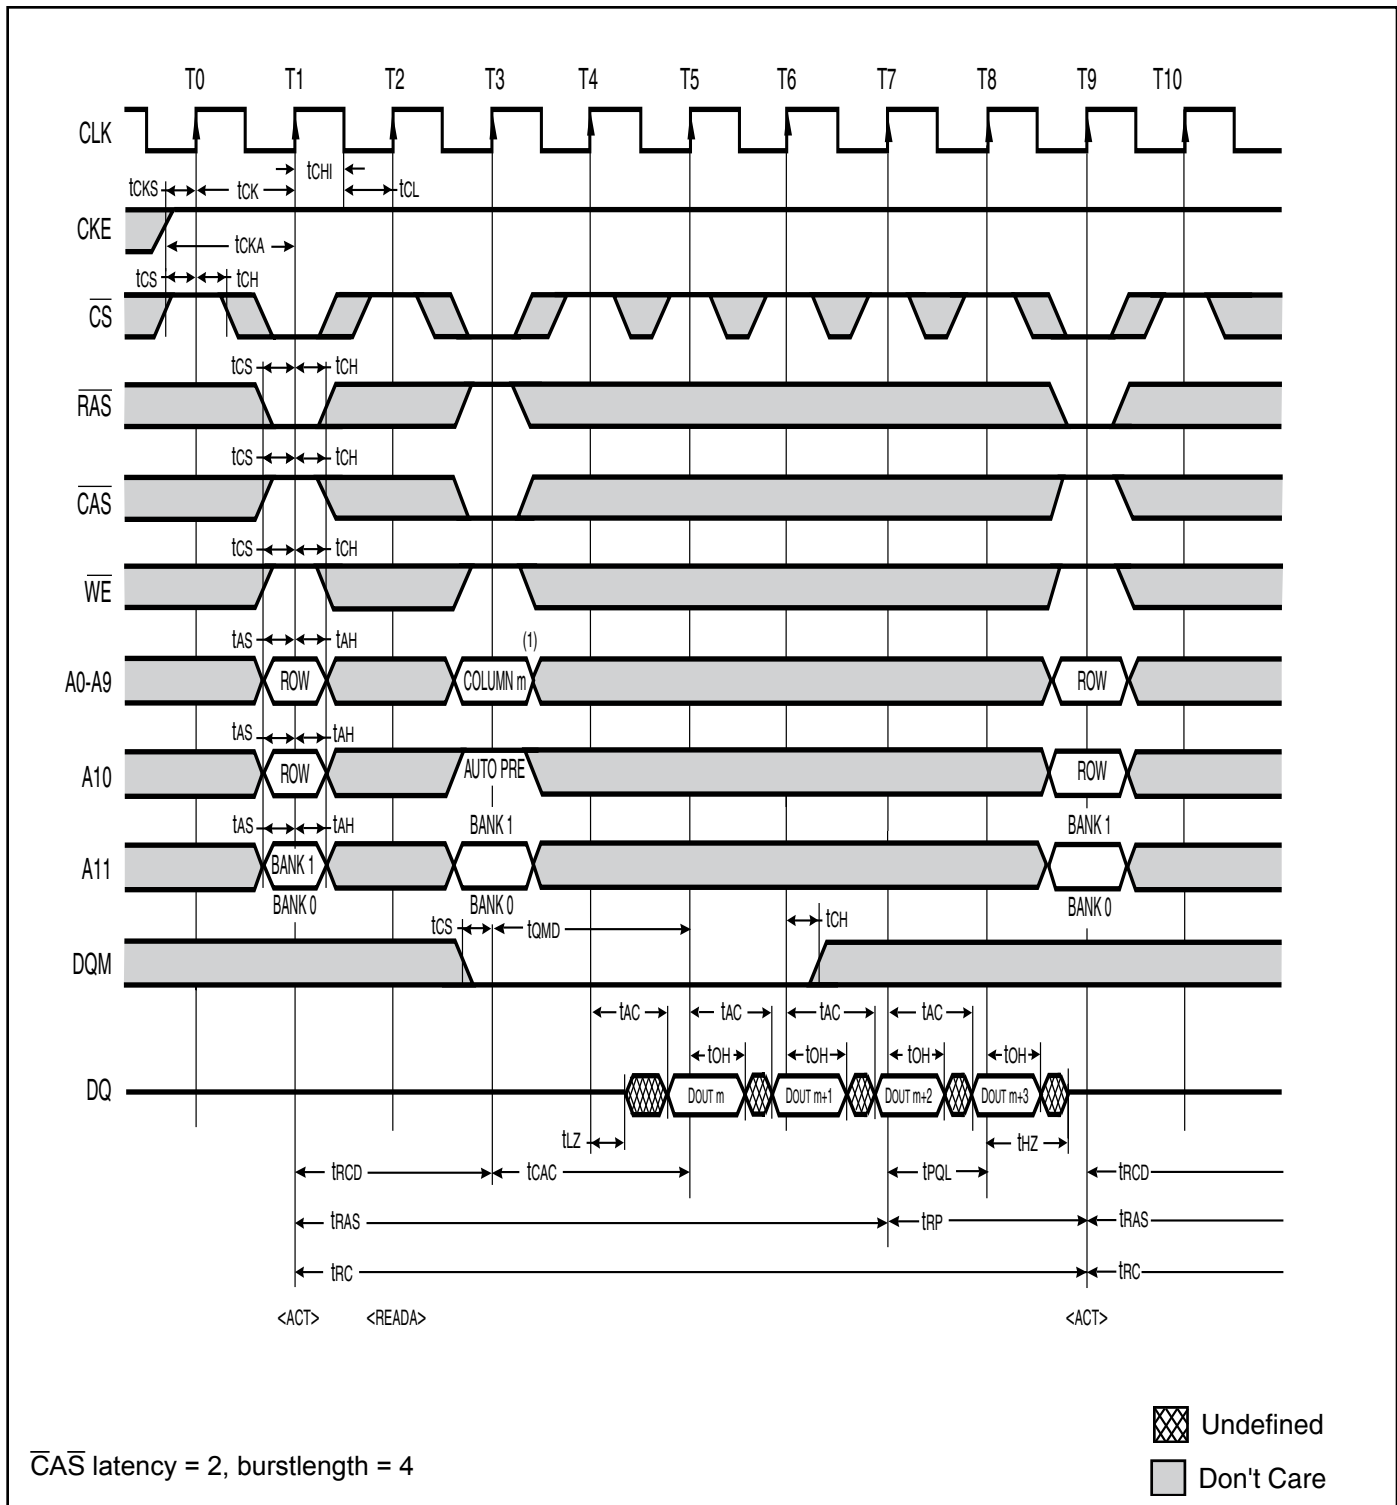 T0 T1 T2 T3 T4 T5 T6 T7 T8 T9 T10
CLK
tCHI
tCKS tCK tCL
CKE
tCKA
tCS tCH
CS
tCS tCH
RAS
tCS tCH
CAS
tCS tCH
WE
tAS tAH (1)
A0-A9 ROW COLUMN m ROW
tAS tAH
A10 ROW AUTO PRE ROW
tAS tAH BANK 1 BANK 1
A11 BANK 1
BANK 0 BANK 0 BANK 0
tCS tQMD tCH
DQM
tAC tAC tAC tAC
tOH tOH tOH tOH
DQ DOUT m DOUT m+1 DOUT m+2 DOUT m+3
tLZ tHZ
tRCD tCAC tPQL tRCD
tRAS tRP tRAS
tRC tRC
<ACT> <READA> <ACT>
Undefined
CAS latency = 2, burstlength = 4
Don't Care